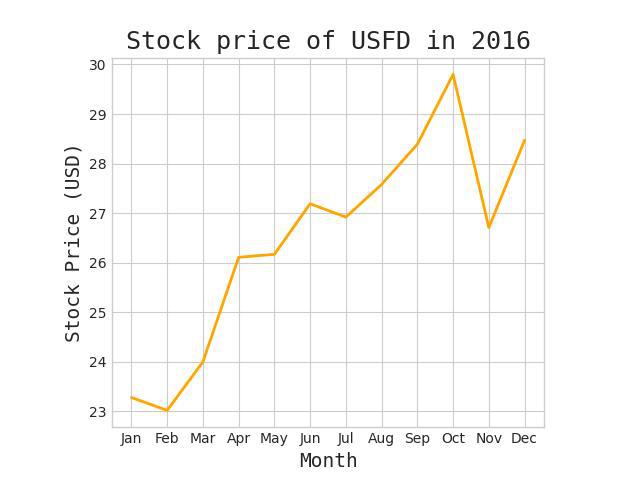 Stock price of USFD in 2016
Stock Price (USD)
30
29
28
27
26
25
24
23
Jan Feb Mar Apr May Jun Jul Aug Sep Oct Nov Dec
Month